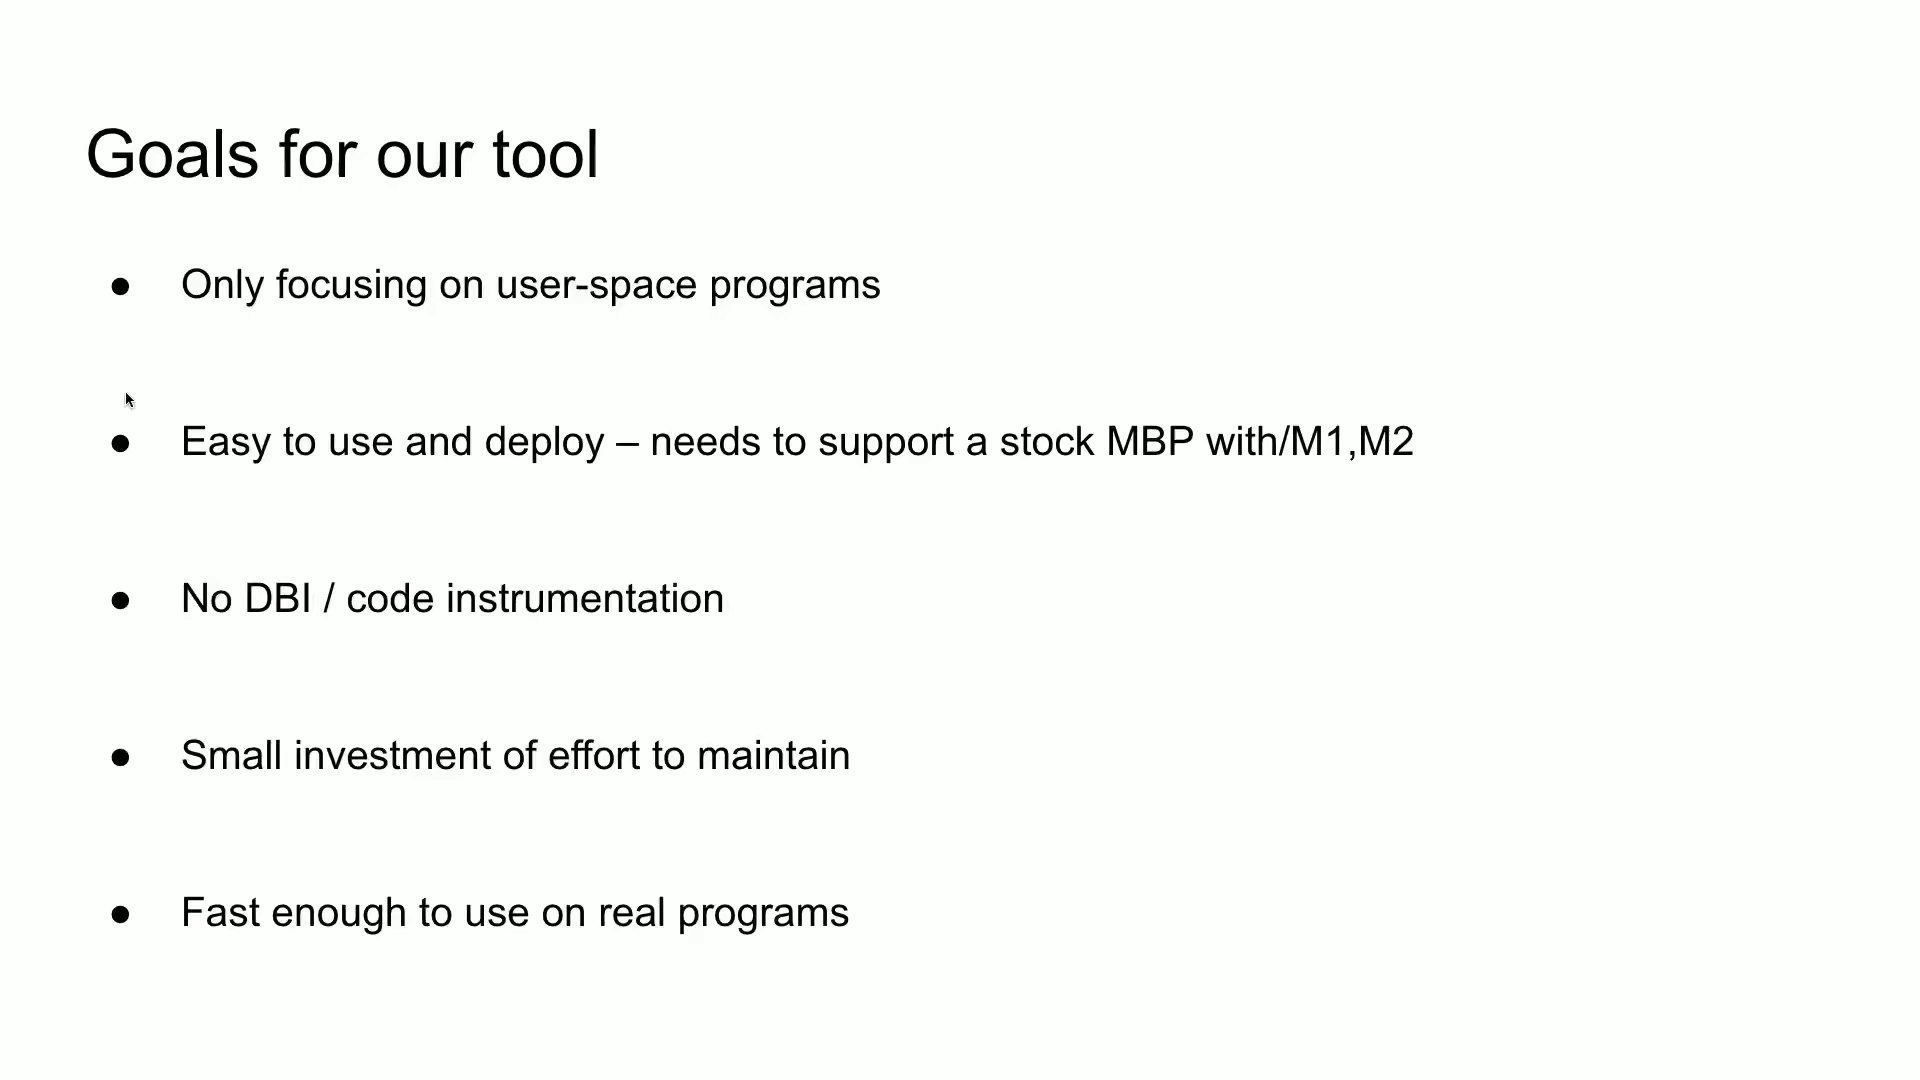 Goals for our tool
● Only focusing on user-space programs
● Easy to use and deploy – needs to support a stock MBP with/M1,M2
● No DBI / code instrumentation
● Small investment of effort to maintain
● Fast enough to use on real programs